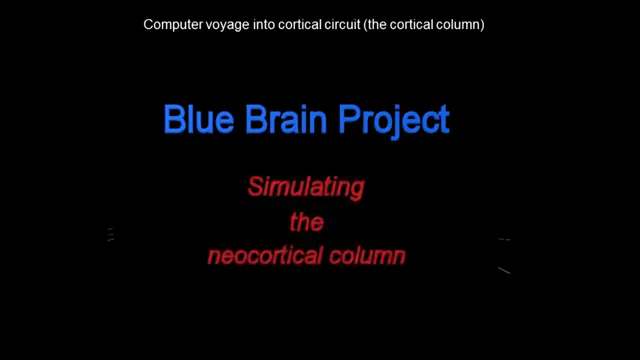 Computer voyage into cortical circuit (the cortical column)
Blue Brain Project
Simulating
the
neocortical column